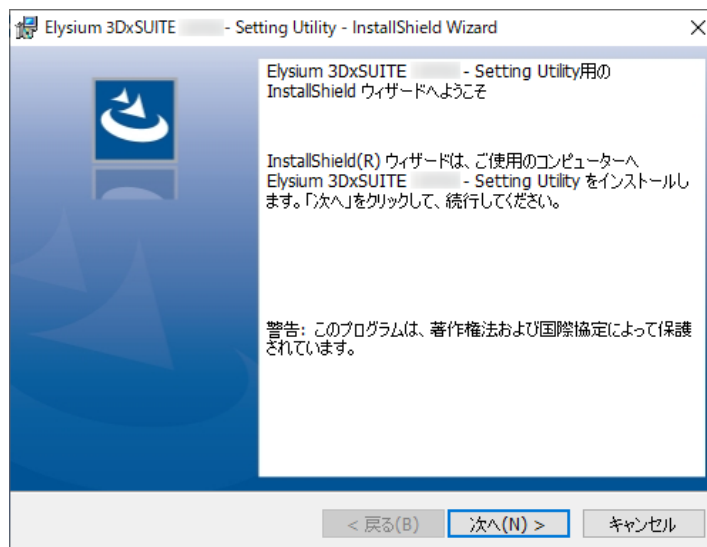 Elysium 3DxSUITE - Setting Utility - InstallShield Wizard
Elysium 3DxSUITE - Setting Utility用の
InstallShield ウィザードへようこそ
InstallShield(R) ウィザードは、ご使用のコンピューターへ
Elysium 3DxSUITE - Setting Utility をインストールし
ます。「次へ」をクリックして、続行してください。
警告: このプログラムは、著作権法および国際協定によって保護
されています。
< 戻る(B)
次へ(N) >
キャンセル